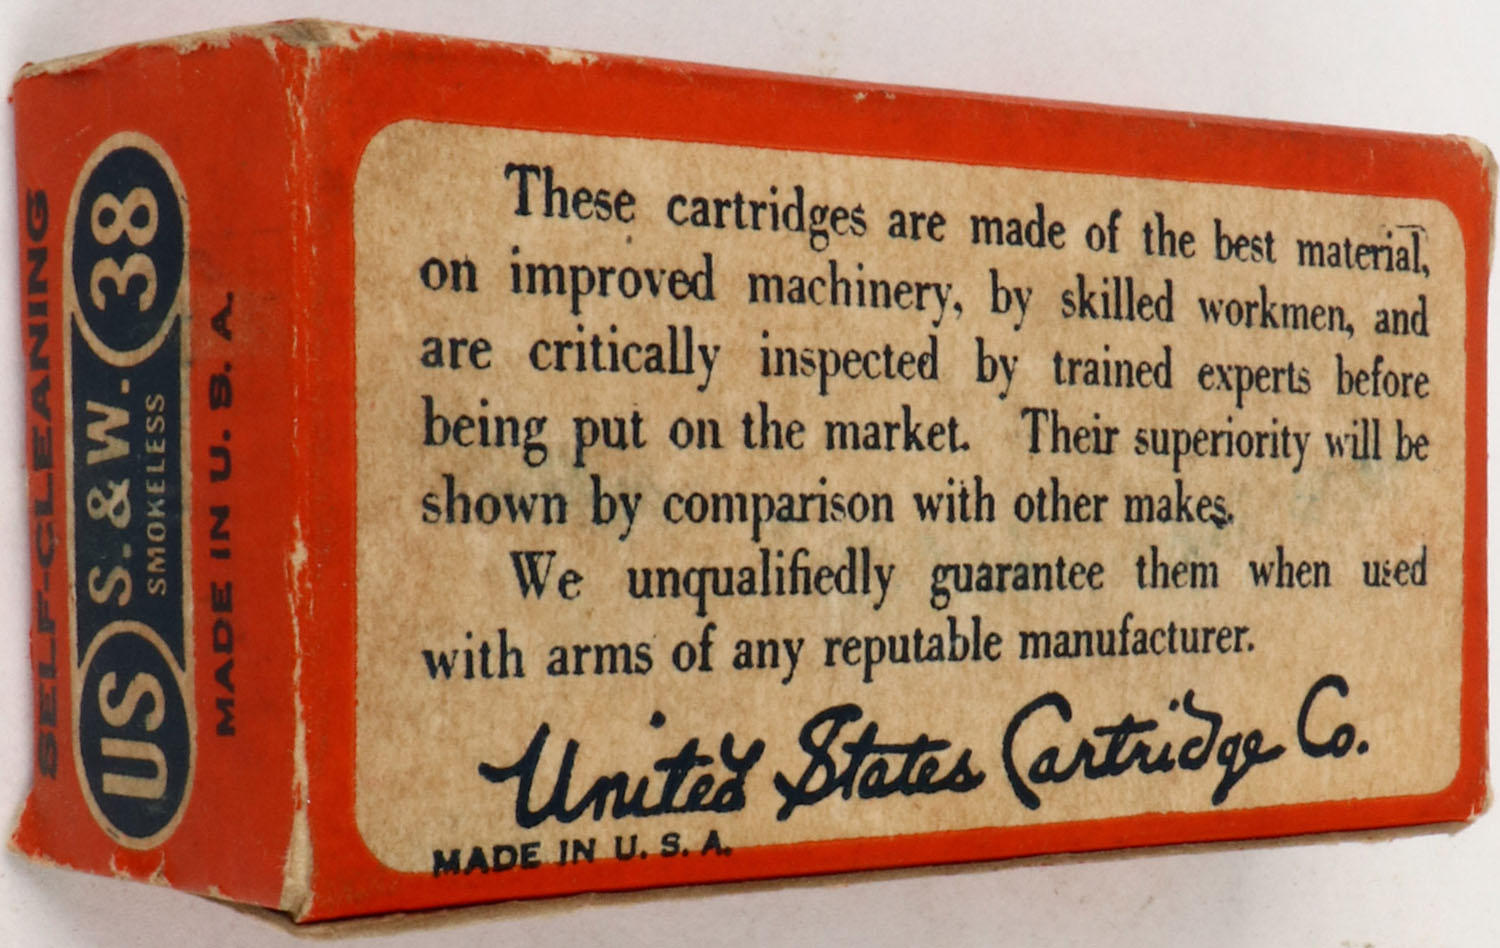 SELF-CLEANING
US S.&W.-38
SMOKELESS
MADE IN U.S.A.
These cartridges are made of the best material,
on improved machinery, by skilled workmen, and
are critically inspected by trained experts before
being put on the market. Their superiority will be
shown by comparison with other makes.
We unqualifiedly guarantee them when used
with arms of any reputable manufacturer.
United States Cartridge Co.
MADE IN U.S.A.